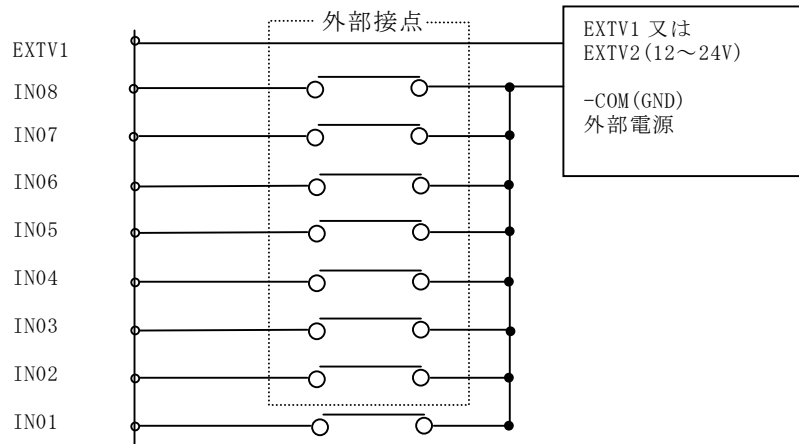 外部接点
EXTV1 又は
EXTV2(12～24V)
-COM(GND)
外部電源
EXTV1
IN08
IN07
IN06
IN05
IN04
IN03
IN02
IN01